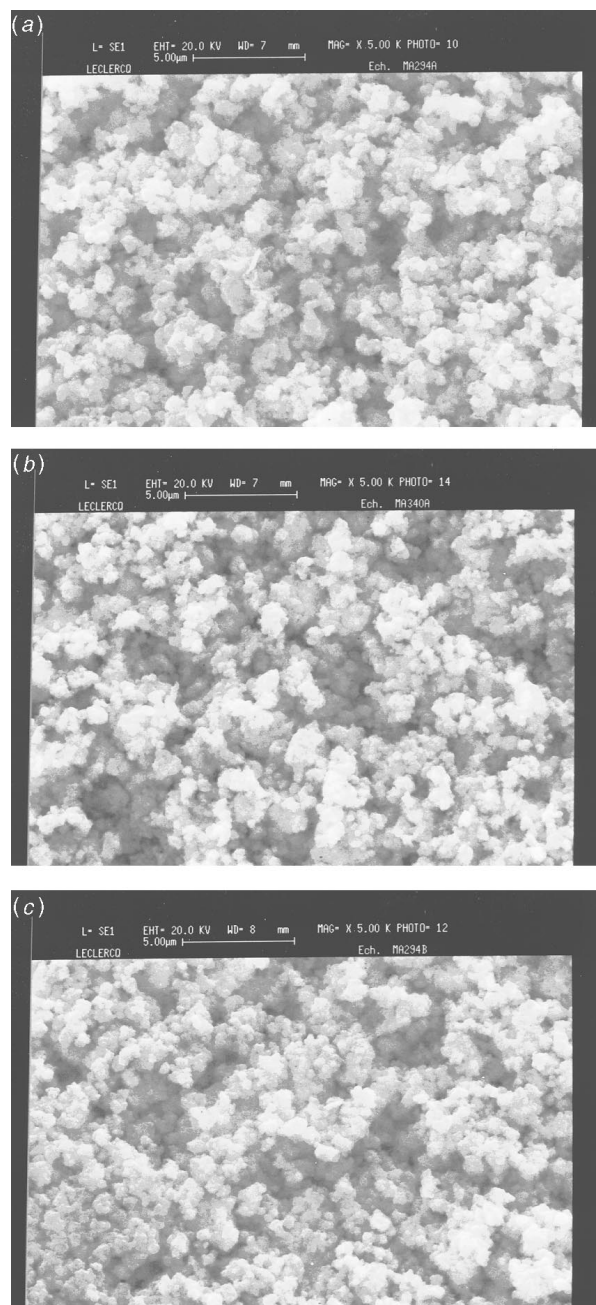 (a)
L= SE1 EHT= 20.0 KV WD= 7 mm MAG= X 5.00 K PHOTO= 10
5.00µm
LECLERCQ Ech. MA294A
(b)
L= SE1 EHT= 20.0 KV WD= 7 mm MAG= X 5.00 K PHOTO= 14
5.00µm
LECLERCQ Ech. MA340A
(c)
L= SE1 EHT= 20.0 KV WD= 8 mm MAG= X 5.00 K PHOTO= 12
5.00µm
LECLERCQ Ech. MA294B